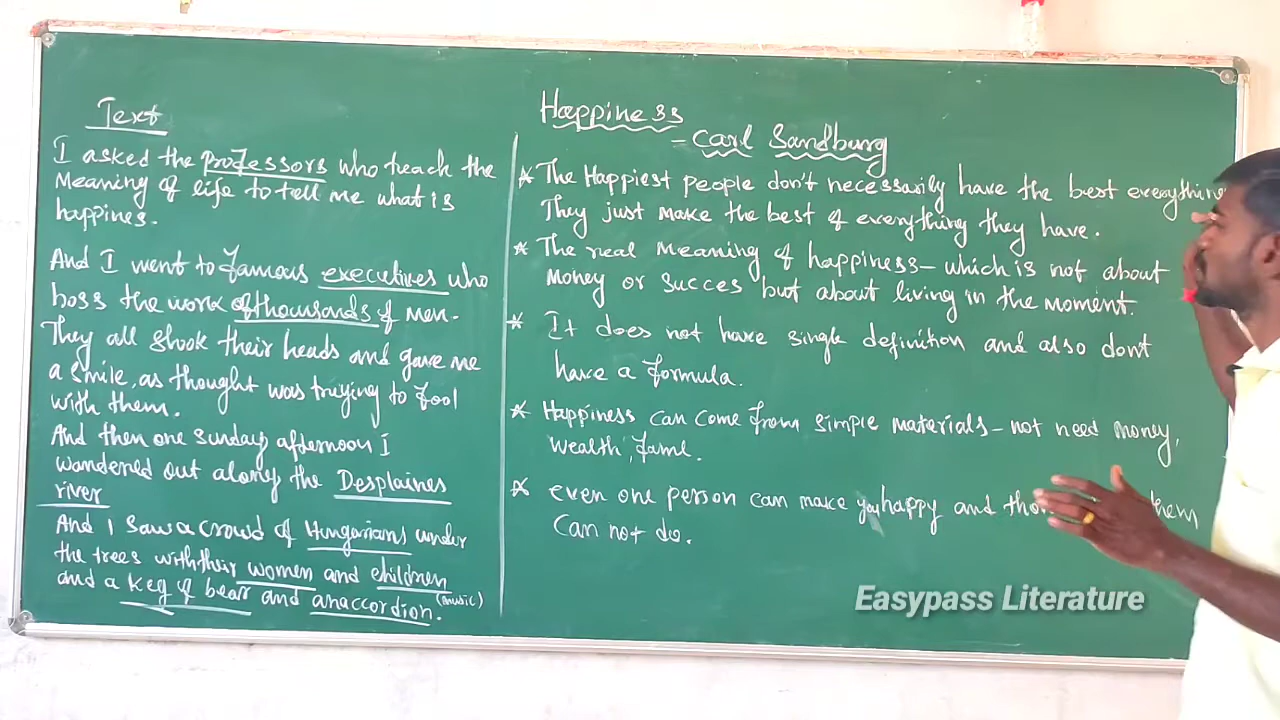 Text
I asked the professors who teach the
Meaning of life to tell me what is
happines.
And I went to famous executives who
boss the work of thousands of men.
They all shook their heads and gave me
a smile, as thought was trying to fool
with them.
And then one sunday afternoon I
wandered out along the Desplaines
river
And I saw a crowd of Hungarians under
the trees with their women and children
and a keg of bear and anaccordion. (music)
Happiness
- Carl Sandburg
* The Happiest people don't necessarily have the best everything
They just make the best of everything they have.
* The real meaning of happiness - which is not about
money or succes but about living in the moment.
* It does not have single definition and also dont
have a formula.
* Happiness can come from simple materials - not need money,
wealth, fame.
* even one person can make you happy and them
Can not do.
Easypass Literature